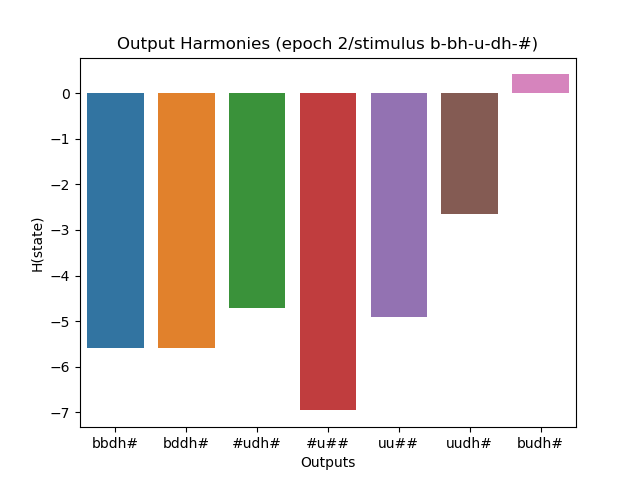 Output Harmonies (epoch 2/stimulus b-bh-u-dh-#)
H(state)
0
−1
−2
−3
−4
−5
−6
−7
bbdh# bddh# #udh# #u## uu## uudh# budh#
Outputs